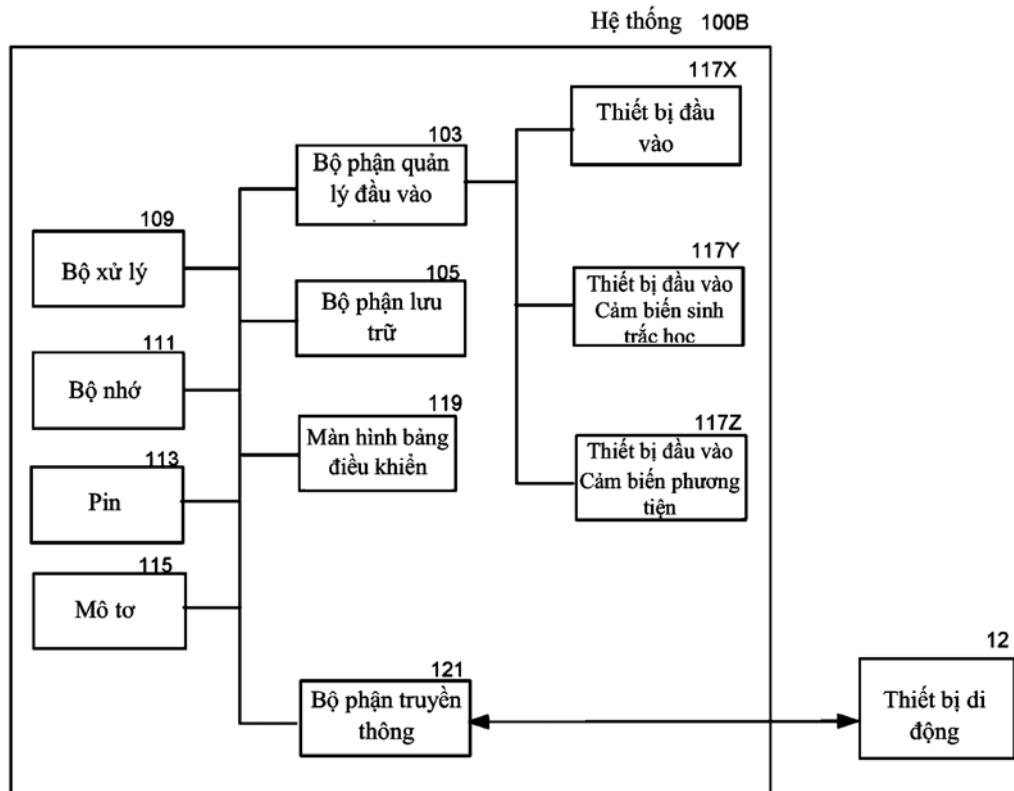 Hệ thống 100B
117X
Thiết bị đầu
vào
103
Bộ phận quản
lý đầu vào
109
Bộ xử lý
117Y
Thiết bị đầu vào
Cảm biến sinh
trắc học
105
Bộ phận lưu
trữ
111
Bộ nhớ
119
Màn hình bảng
điều khiển
117Z
Thiết bị đầu vào
Cảm biến phương
tiện
113
Pin
115
Mô tơ
121
Bộ phận truyền
thông
12
Thiết bị di
động